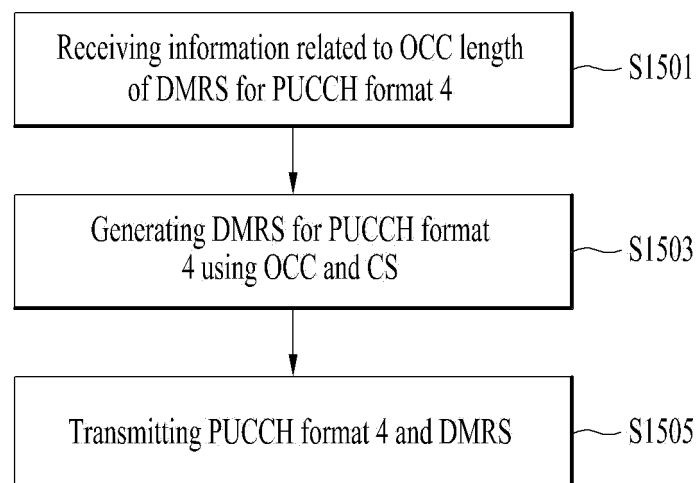 Receiving information related to OCC length
of DMRS for PUCCH format 4
S1501
Generating DMRS for PUCCH format
4 using OCC and CS
S1503
Transmitting PUCCH format 4 and DMRS
S1505